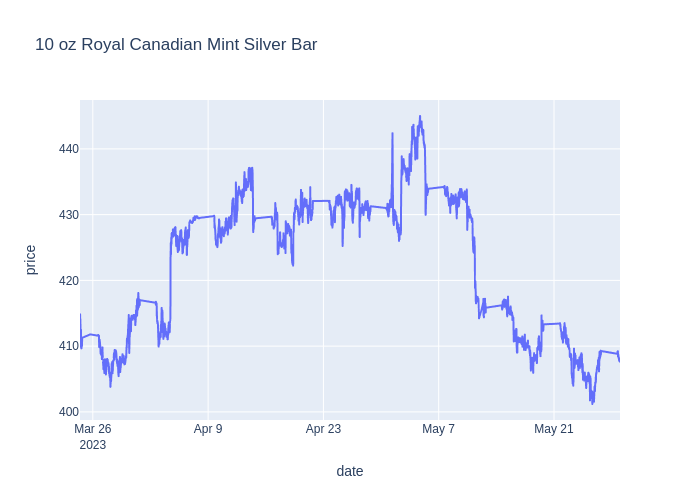 10 oz Royal Canadian Mint Silver Bar
440
430
420
410
400
price
Mar 26
2023
Apr 9
Apr 23
May 7
May 21
date